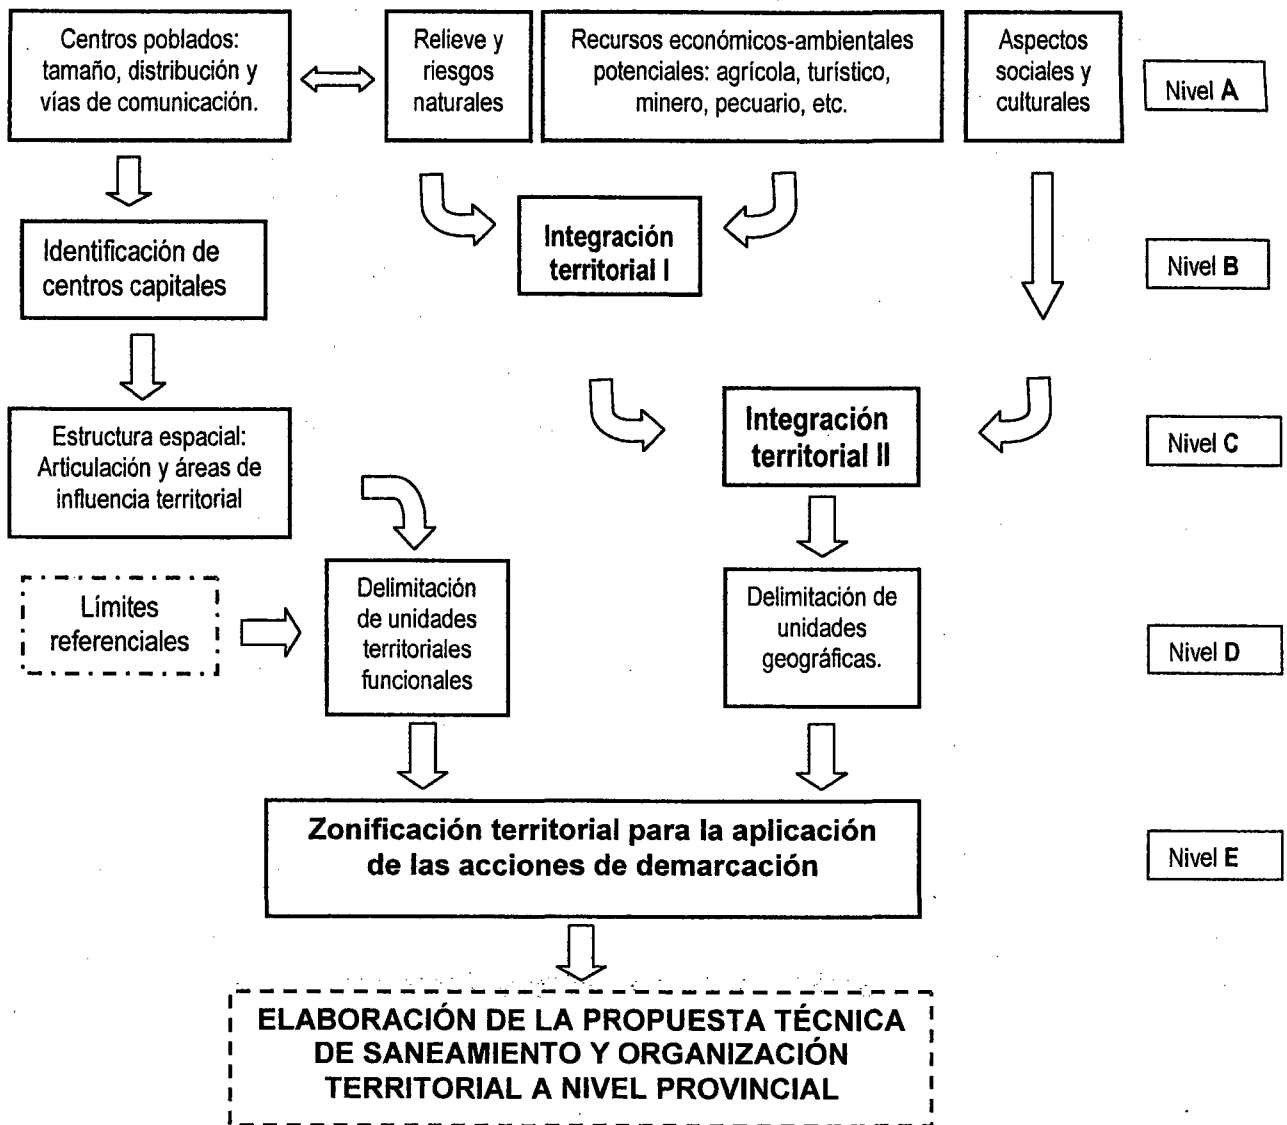 Centros poblados:
tamaño, distribución y
vías de comunicación.
Relieve y
riesgos
naturales
Recursos económicos-ambientales
potenciales: agrícola, turístico,
minero, pecuario, etc.
Aspectos
sociales y
culturales
Nivel A
Identificación de
centros capitales
Integración
territorial I
Nivel B
Estructura espacial:
Articulación y áreas de
influencia territorial
Integración
territorial II
Nivel C
Límites
referenciales
Delimitación
de unidades
territoriales
funcionales
Delimitación de
unidades
geográficas.
Nivel D
Zonificación territorial para la aplicación
de las acciones de demarcación
Nivel E
ELABORACIÓN DE LA PROPUESTA TÉCNICA
DE SANEAMIENTO Y ORGANIZACIÓN
TERRITORIAL A NIVEL PROVINCIAL